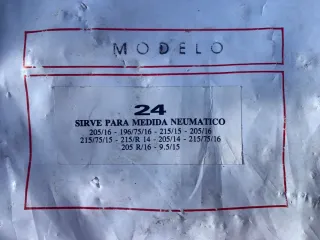 MODELO
24
SIRVE PARA MEDIDA NEUMATICO
205/16 - 196/75/16 - 215/15 - 205/16
215/75/15 - 215/R 14 - 205/14 - 215/75/16
205 R/16 - 9.5/15